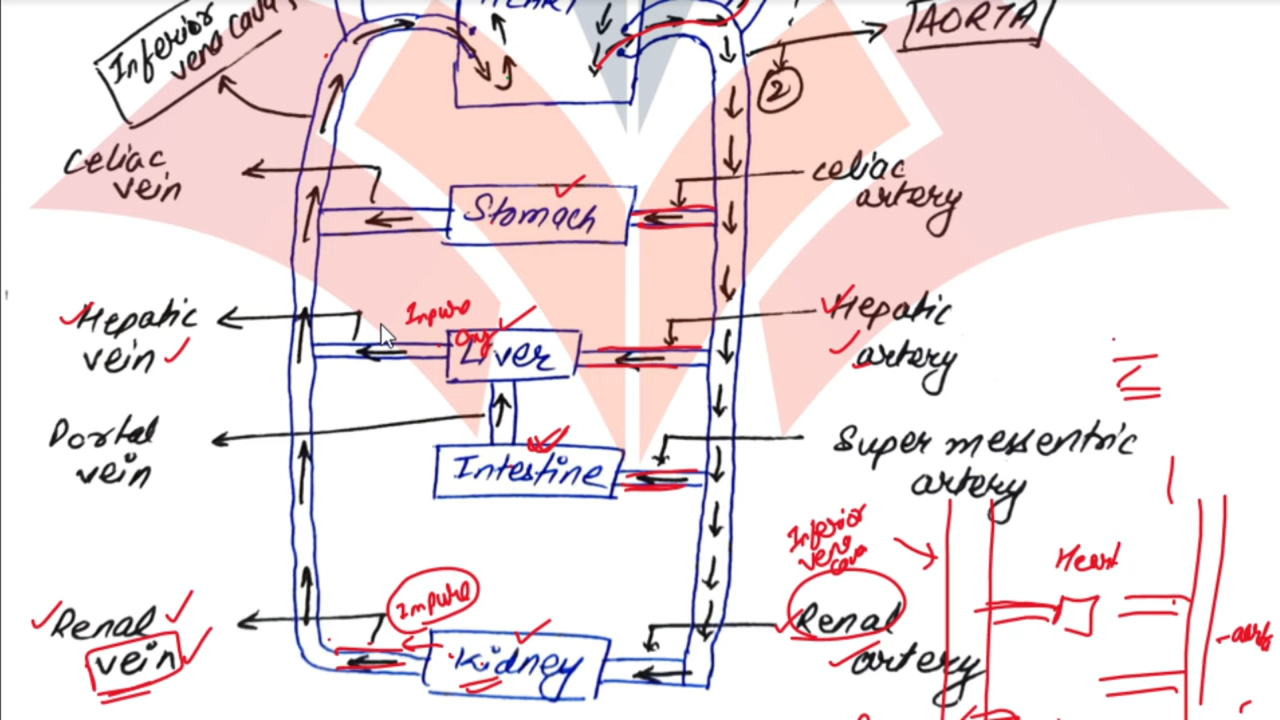 HEART
AORTA
Inferior
vena cava
2
Celiac
vein
Stomach
celiac
artery
Hepatic
vein
Inpure
Liver
Hepatic
artery
Portal
vein
Intestine
Super messentric
artery
Inferior
vena
cava
Heart
Renal
vein
Impure
Kidney
Renal
artery